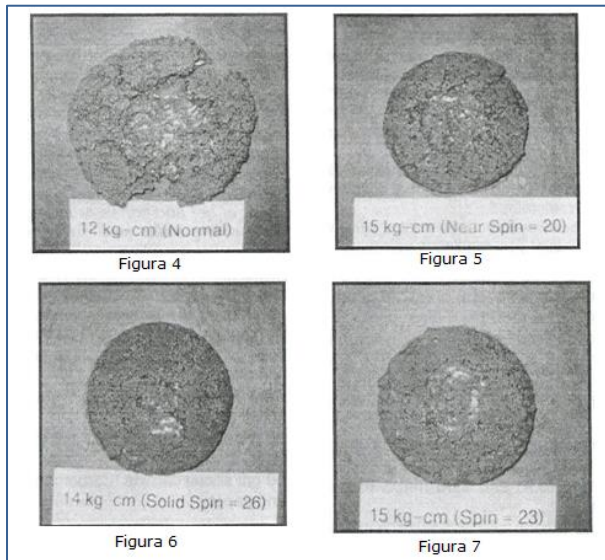 12 kg-cm (Normal)
Figura 4
15 kg-cm (Near Spin = 20)
Figura 5
14 kg cm (Solid Spin = 26)
Figura 6
15 kg-cm (Spin = 23)
Figura 7